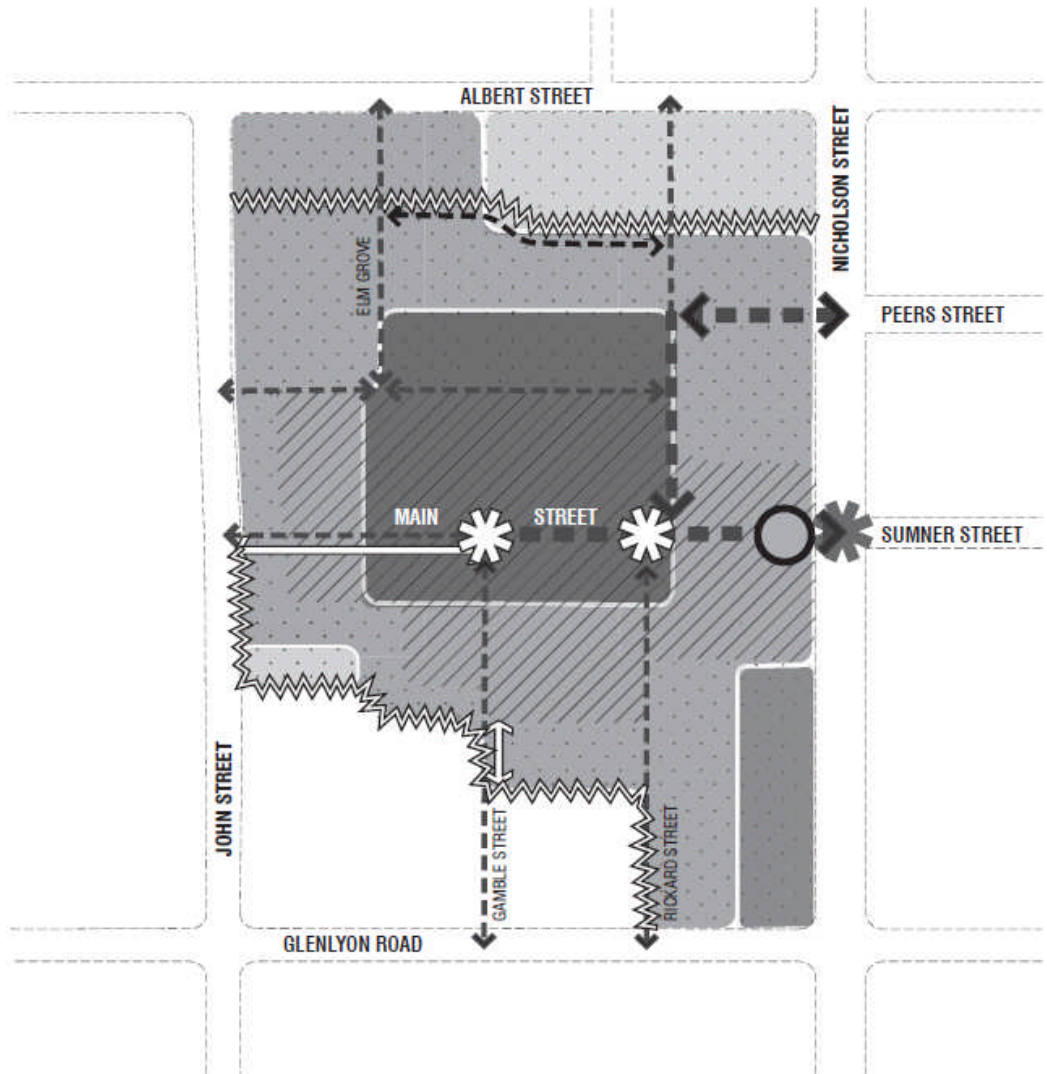 ALBERT STREET
NICHOLSON STREET
ELM GROVE
PEERS STREET
MAIN STREET
SUMNER STREET
JOHN STREET
GAMBLE STREET
RICKARD STREET
GLENLYON ROAD